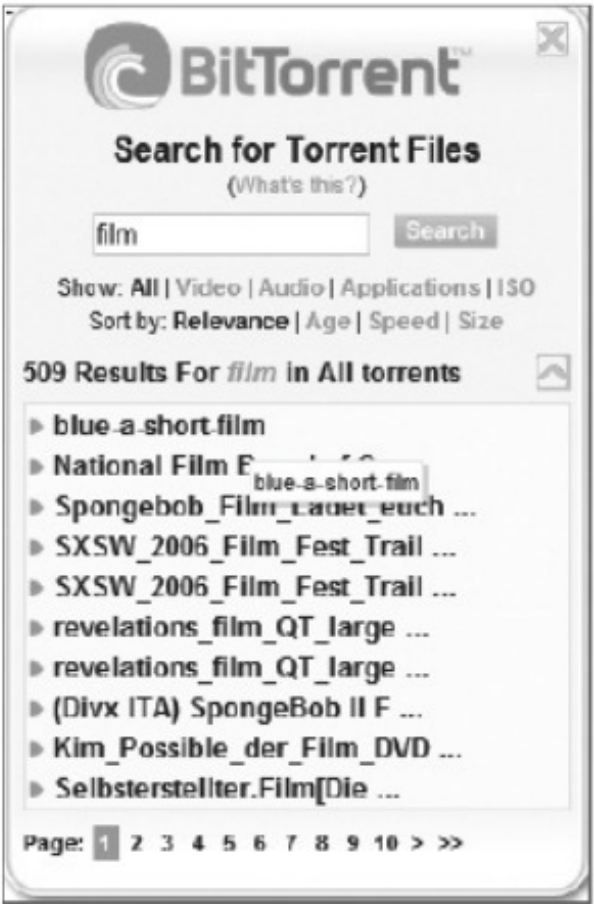 BitTorrent™
Search for Torrent Files
(What's this?)
film Search
Show: All | Video | Audio | Applications | ISO
Sort by: Relevance | Age | Speed | Size
509 Results For film in All torrents
blue-a-short-film
National Film
blue-a-short-film
Spongebob_Film_Ladet_euch ...
SXSW_2006_Film_Fest_Trail ...
SXSW_2006_Film_Fest_Trail ...
revelations_film_QT_large ...
revelations_film_QT_large ...
(Divx ITA) SpongeBob II F ...
Kim_Possible_der_Film_DVD ...
Selbsterstellter.Film[Die ...
Page: 1 2 3 4 5 6 7 8 9 10 > >>